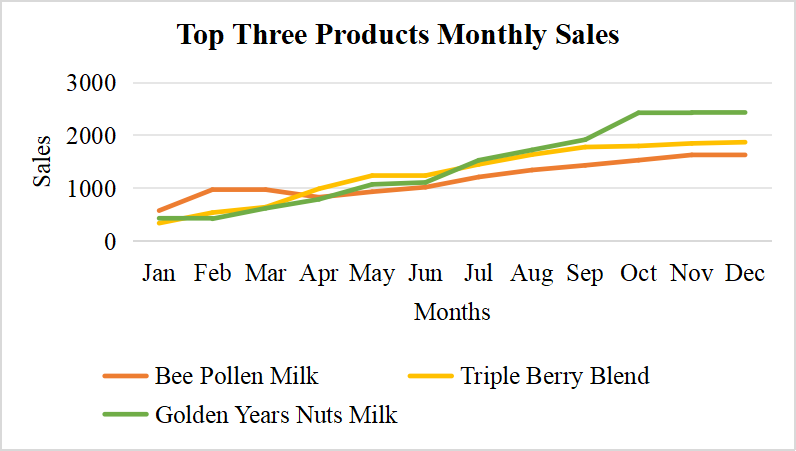 Top Three Products Monthly Sales
3000
2000
1000
0
Sales
Jan Feb Mar Apr May Jun Jul Aug Sep Oct Nov Dec
Months
Bee Pollen Milk Triple Berry Blend
Golden Years Nuts Milk